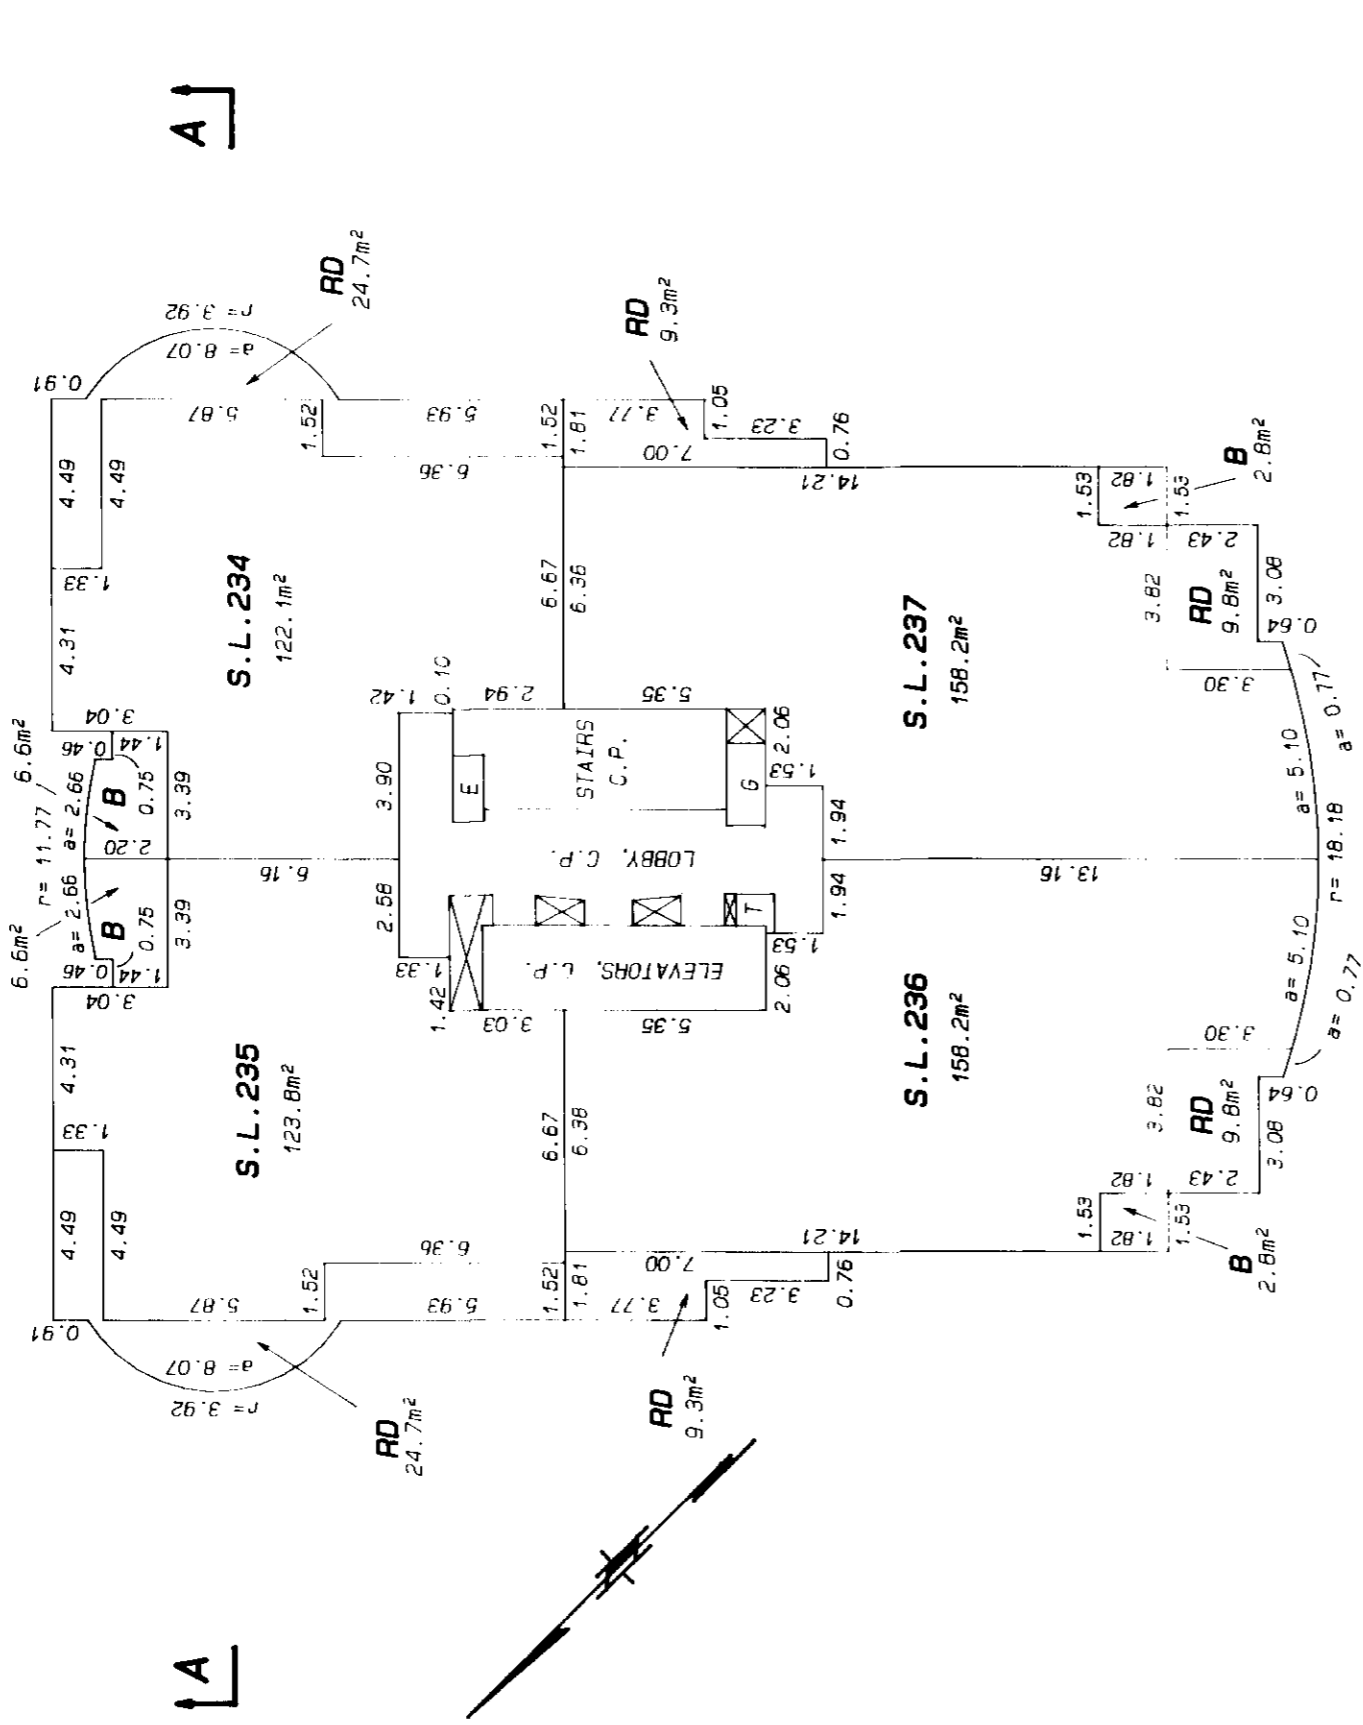 A
A
0.91
r= 3.92
a= 8.07
RD
24.7m²
4.49
4.49
5.87
1.52
5.93
6.36
1.52
1.81
3.77
RD
9.3m²
1.05
7.00
3.23
0.76
14.21
1.33
4.31
S.L.234
122.1m²
6.67
6.36
1.42
0.10
2.94
5.35
3.04
0.46
1.44
6.6m²
0.75
B
a= 2.66
r= 11.77
2.20
3.39
3.90
6.16
E
STAIRS
C.P.
G
2.06
1.53
1.94
LOBBY, C.P.
S.L.237
158.2m²
1.53
1.82
1.82
1.53
B
2.8m²
2.43
3.82
RD
9.8m²
3.08
0.64
3.30
a= 0.77
a= 5.10
r= 18.18
13.16
6.6m²
a= 2.66
B
0.75
0.46
1.44
3.04
3.39
2.58
1.33
1.42
3.03
5.35
ELEVATORS, C.P.
T
1.53
1.94
2.06
4.31
1.33
S.L.235
123.8m²
6.67
6.38
S.L.236
158.2m²
a= 5.10
a= 0.77
3.30
0.64
3.82
RD
9.8m²
3.08
2.43
1.82
1.53
1.82
1.53
B
2.8m²
4.49
4.49
0.91
5.87
1.52
6.36
5.93
1.52
1.81
3.77
7.00
1.05
3.23
0.76
14.21
a= 8.07
r= 3.92
RD
24.7m²
RD
9.3m²